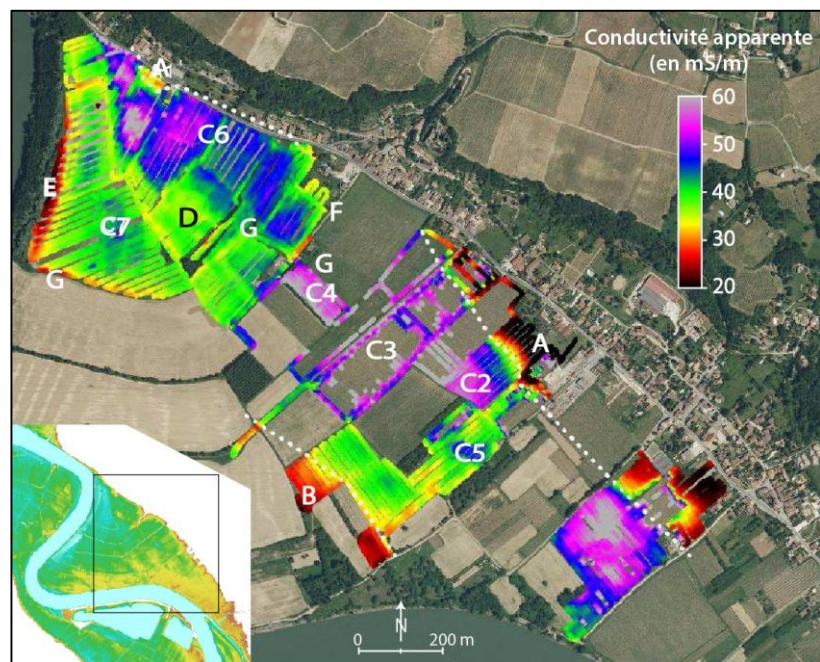 Conductivité apparente
(en mS/m)
60
50
40
30
20
A
C6
E
D
F
C7
G
G
G
C4
C3
A
C2
C5
B
N
0
200 m